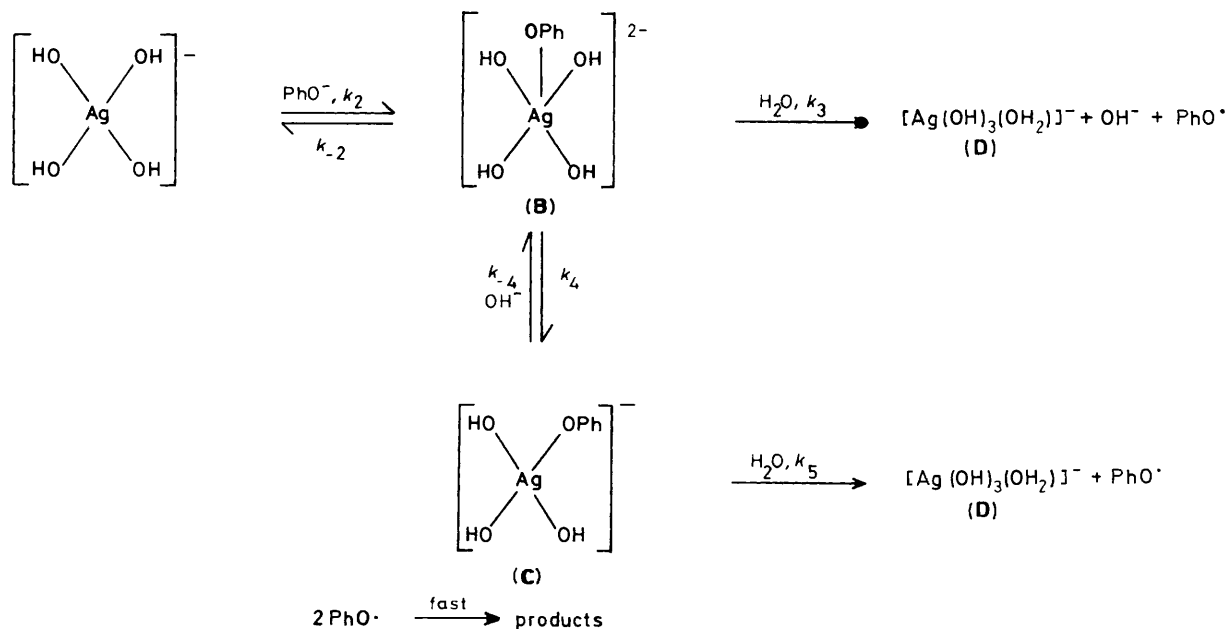 [Ag(OH)(OH)(HO)(HO)]⁻
PhO⁻, k₂
k₋₂
[OPh HO OH Ag HO OH]²⁻
(B)
H₂O, k₃
[Ag(OH)₃(OH₂)]⁻ + OH⁻ + PhO•
(D)
k₋₄
OH⁻
k₄
[HO OPh Ag HO OH]⁻
(C)
H₂O, k₅
[Ag(OH)₃(OH₂)]⁻ + PhO•
(D)
2PhO· fast products